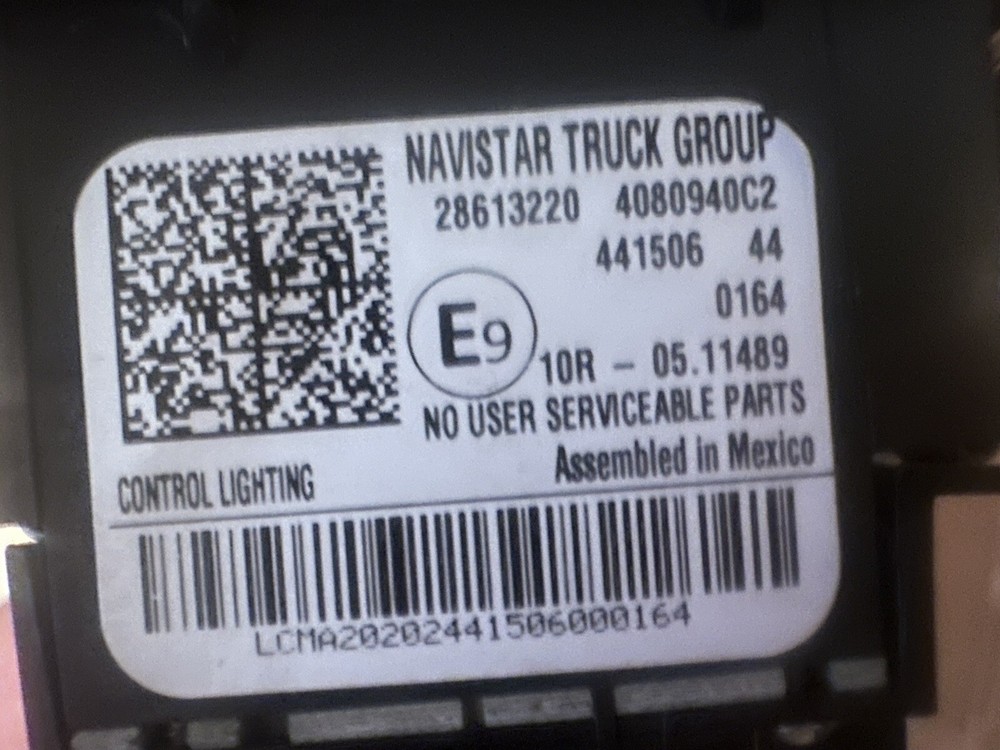 NAVISTAR TRUCK GROUP
28613220 4080940C2
441506 44
0164
E9
10R - 05.11489
NO USER SERVICEABLE PARTS
Assembled in Mexico
CONTROL LIGHTING
LCMA20202441506000164